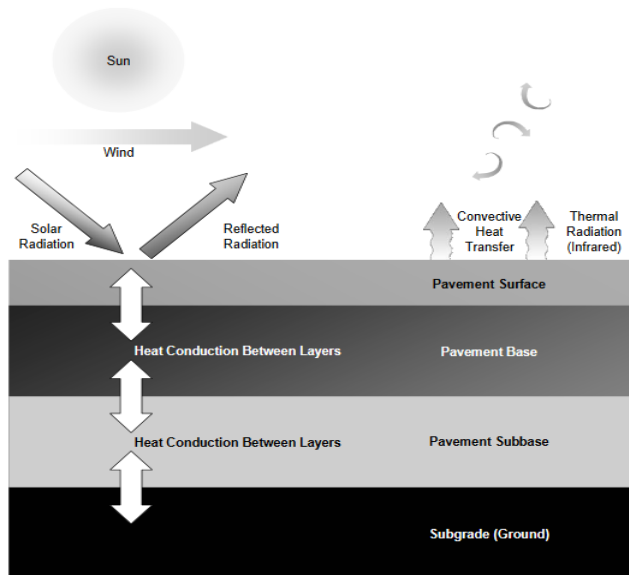 Sun
Wind
Solar
Radiation
Reflected
Radiation
Convective
Heat
Transfer
Thermal
Radiation
(Infrared)
Pavement Surface
Heat Conduction Between Layers
Pavement Base
Heat Conduction Between Layers
Pavement Subbase
Subgrade (Ground)